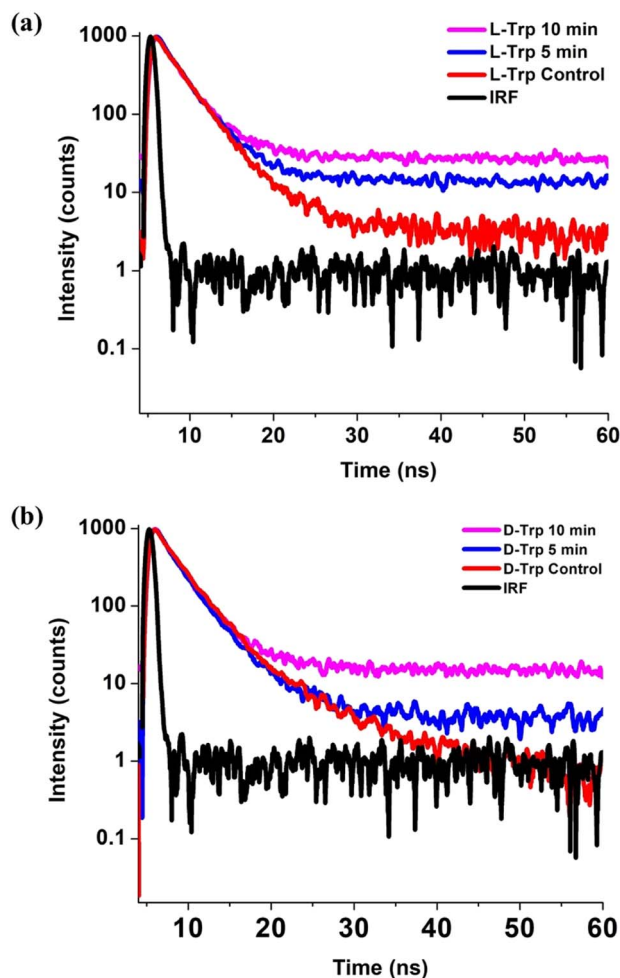 (a)
1000
100
10
1
0.1
Intensity (counts)
L-Trp 10 min
L-Trp 5 min
L-Trp Control
IRF
10 20 30 40 50 60
Time (ns)
(b)
1000
100
10
1
0.1
Intensity (counts)
D-Trp 10 min
D-Trp 5 min
D-Trp Control
IRF
10 20 30 40 50 60
Time (ns)